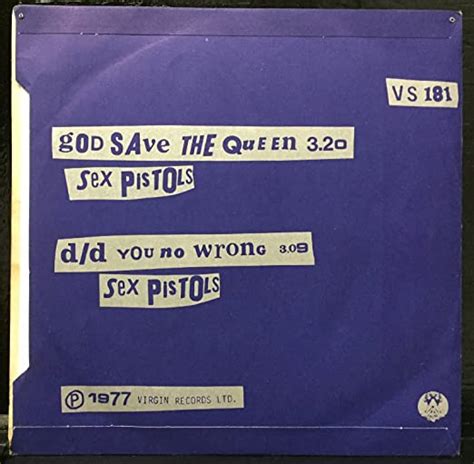 VS 181
gOD SAve THE QueeN 3.20
Sex PISTOLs
d/d YOU no wrong 3.09
Sex PISTOLs
Ⓟ 1977 VIRGIN RECORDS LTD.